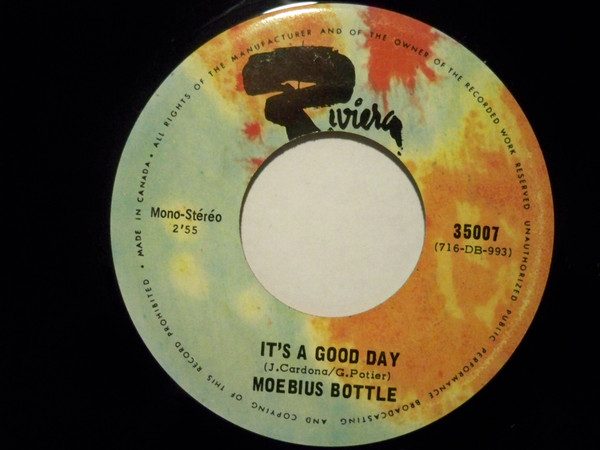 Riviera
• MADE IN CANADA • ALL RIGHTS OF THE MANUFACTURER AND OF THE OWNER OF THE RECORDED WORK RESERVED UNAUTHORIZED PUBLIC PERFORMANCE BROADCASTING AND COPYING OF THIS RECORD PROHIBITED
Mono-Stéréo
2'55
35007
(716-DB-993)
IT'S A GOOD DAY
(J.Cardona/G.Potier)
MOEBIUS BOTTLE